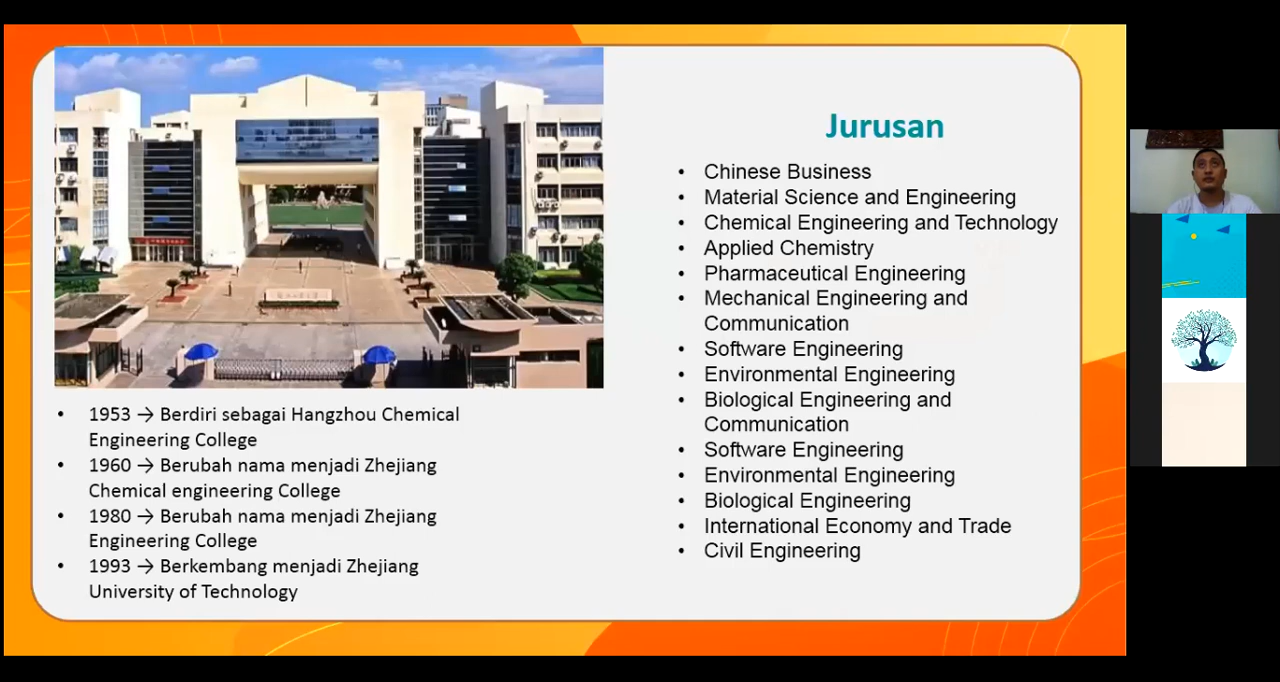 1953 → Berdiri sebagai Hangzhou Chemical
Engineering College
1960 → Berubah nama menjadi Zhejiang
Chemical engineering College
1980 → Berubah nama menjadi Zhejiang
Engineering College
1993 → Berkembang menjadi Zhejiang
University of Technology
Jurusan
Chinese Business
Material Science and Engineering
Chemical Engineering and Technology
Applied Chemistry
Pharmaceutical Engineering
Mechanical Engineering and
Communication
Software Engineering
Environmental Engineering
Biological Engineering and
Communication
Software Engineering
Environmental Engineering
Biological Engineering
International Economy and Trade
Civil Engineering